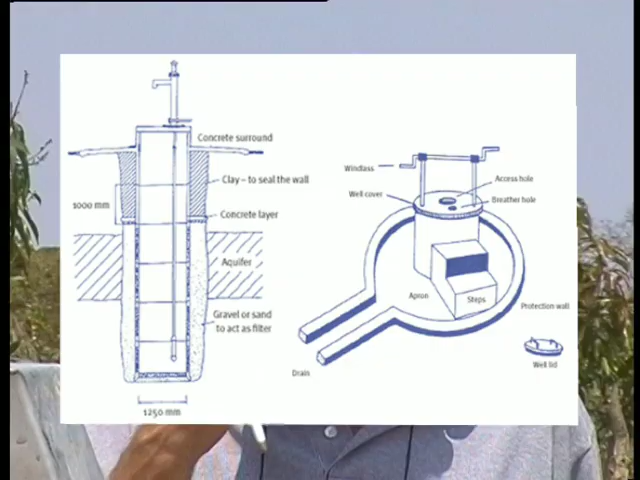 Concrete surround
Clay – to seal the wall
1000 mm
Concrete layer
Aquifer
Gravel or sand
to act as filter
1250 mm
Windlass
Access hole
Well cover
Breather hole
Apron
Steps
Protection wall
Drain
Well lid